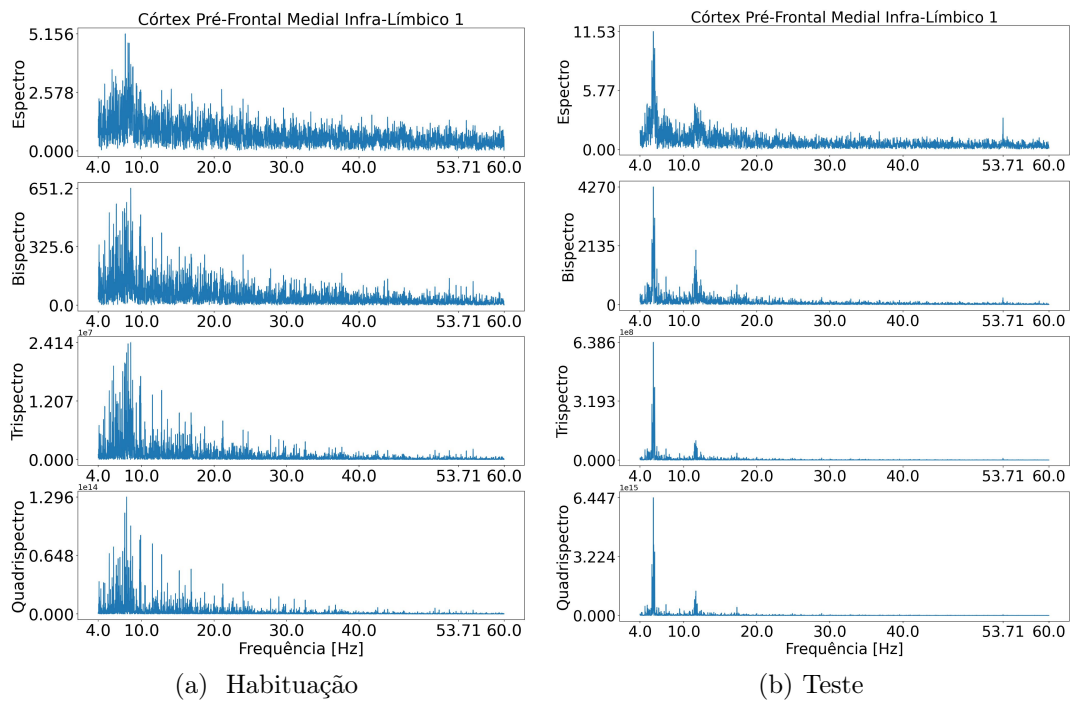 Córtex Pré-Frontal Medial Infra-Límbico 1
5.156
2.578
0.000
Espectro
4.0 10.0 20.0 30.0 40.0 53.71 60.0
651.2
325.6
0.0
Bispectro
4.0 10.0 20.0 30.0 40.0 53.71 60.0
1e7
2.414
1.207
0.000
Trispectro
4.0 10.0 20.0 30.0 40.0 53.71 60.0
1e14
1.296
0.648
0.000
Quadrispectro
4.0 10.0 20.0 30.0 40.0 53.71 60.0
Frequência [Hz]
(a) Habituação
Córtex Pré-Frontal Medial Infra-Límbico 1
11.53
5.77
0.00
Espectro
4.0 10.0 20.0 30.0 40.0 53.71 60.0
4270
2135
0
Bispectro
4.0 10.0 20.0 30.0 40.0 53.71 60.0
1e8
6.386
3.193
0.000
Trispectro
4.0 10.0 20.0 30.0 40.0 53.71 60.0
1e15
6.447
3.224
0.000
Quadrispectro
4.0 10.0 20.0 30.0 40.0 53.71 60.0
Frequência [Hz]
(b) Teste